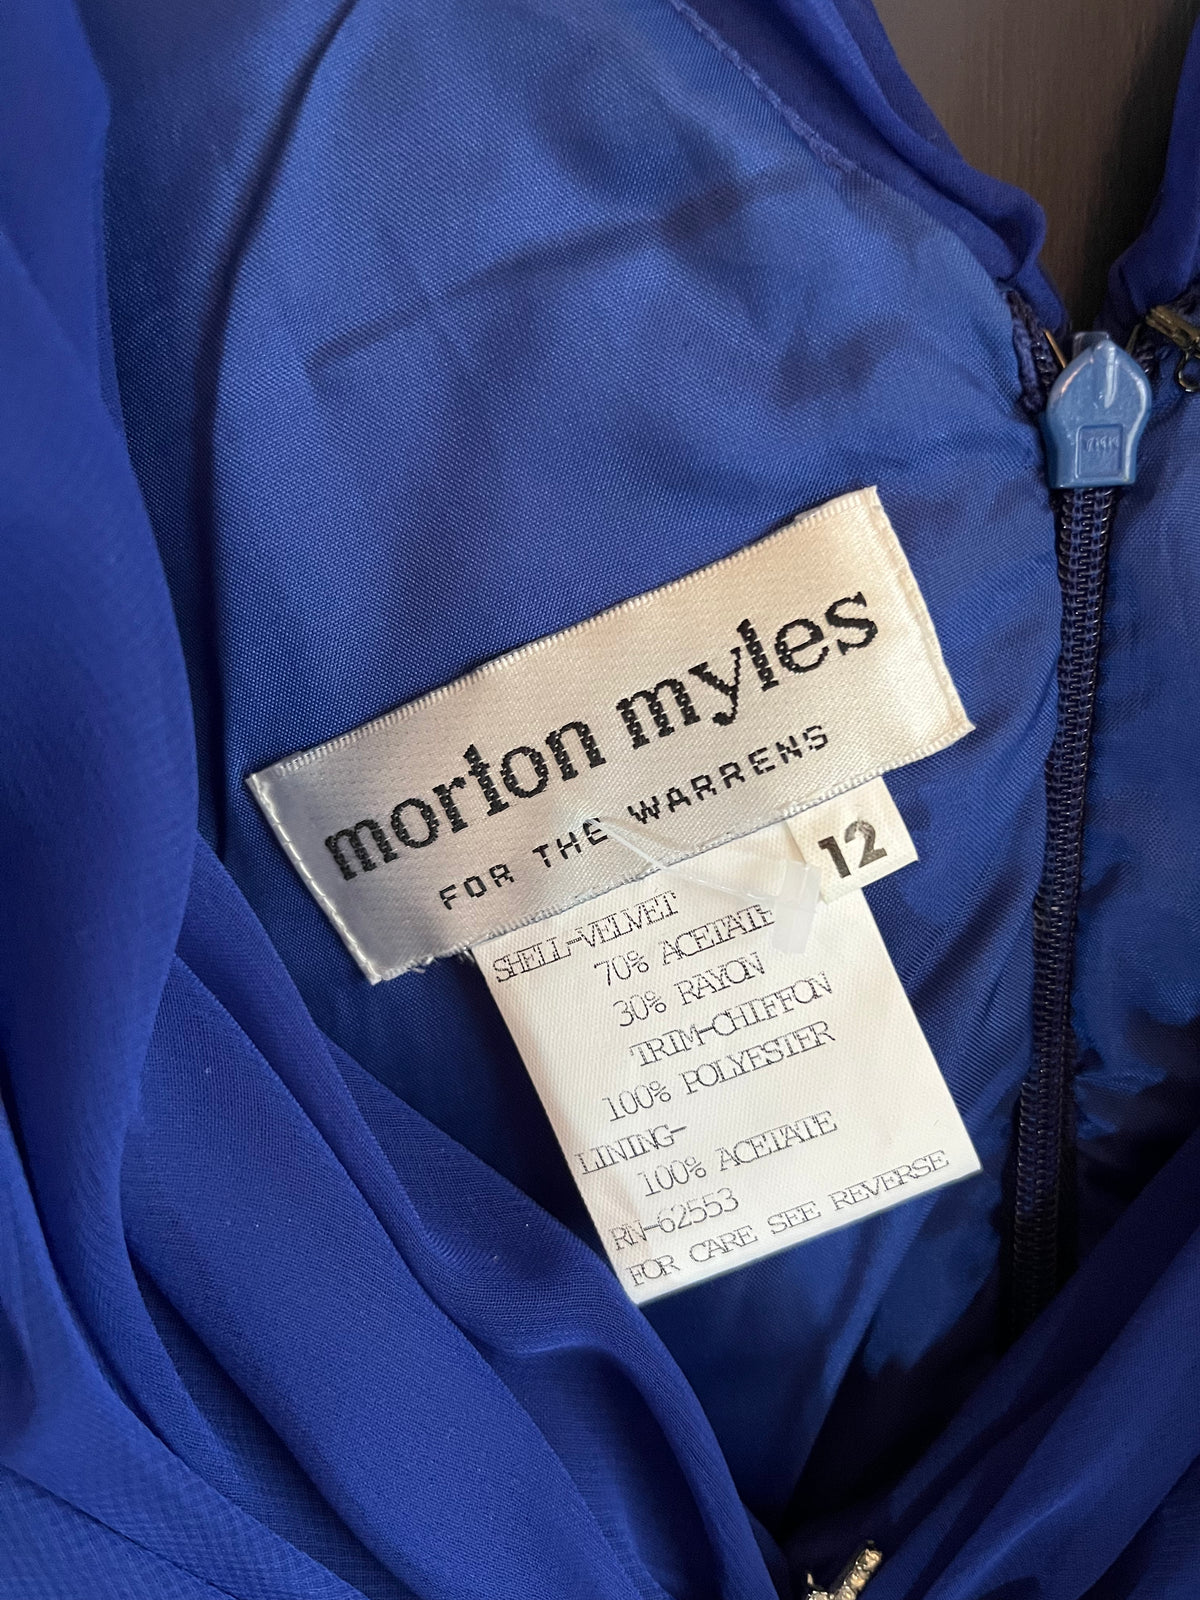 morton myles
FOR THE WARRENS
12
SHELL-VELVET
70% ACETATE
30% RAYON
TRIM-CHIFFON
100% POLYESTER
LINING-
100% ACETATE
RN-62553
FOR CARE SEE REVERSE